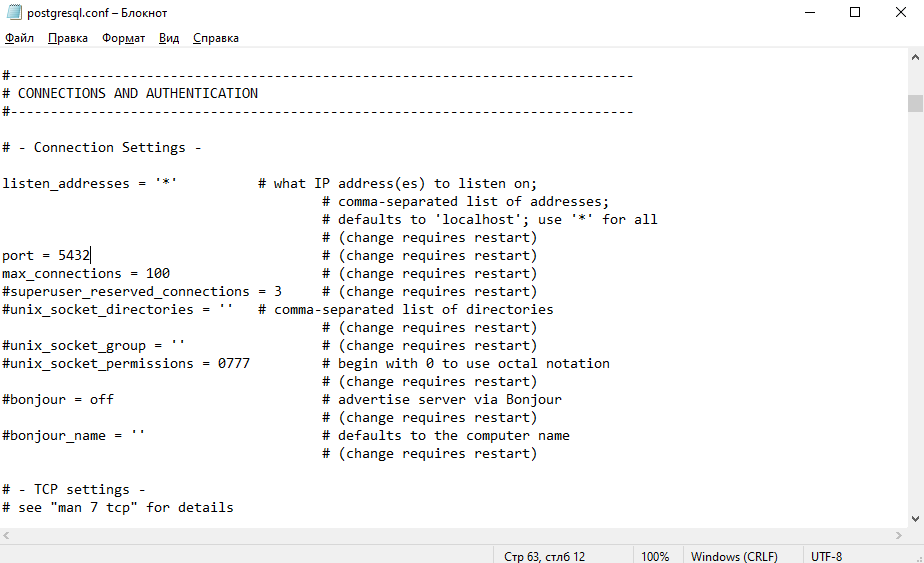 postgresql.conf – Блокнот
Файл Правка Формат Вид Справка
#------------------------------------------------------------------------------
# CONNECTIONS AND AUTHENTICATION
#------------------------------------------------------------------------------
# - Connection Settings -
listen_addresses = '*' # what IP address(es) to listen on;
# comma-separated list of addresses;
# defaults to 'localhost'; use '*' for all
# (change requires restart)
port = 5432 # (change requires restart)
max_connections = 100 # (change requires restart)
#superuser_reserved_connections = 3 # (change requires restart)
#unix_socket_directories = '' # comma-separated list of directories
# (change requires restart)
#unix_socket_group = '' # (change requires restart)
#unix_socket_permissions = 0777 # begin with 0 to use octal notation
# (change requires restart)
#bonjour = off # advertise server via Bonjour
# (change requires restart)
#bonjour_name = '' # defaults to the computer name
# (change requires restart)
# - TCP settings -
# see "man 7 tcp" for details
Стр 63, стлб 12 100% Windows (CRLF) UTF-8